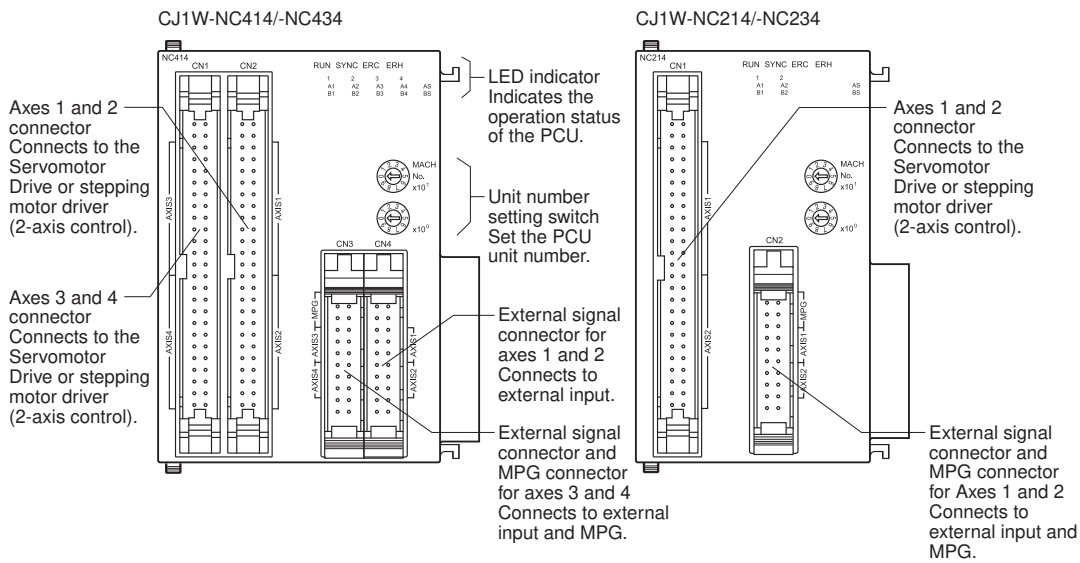 CJ1W-NC414/-NC434
NC414
CN1
CN2
RUN SYNC ERC ERH
1 2 3 4
A1 A2 A3 A4 AS
B1 B2 B3 B4 BS
LED indicator
Indicates the
operation status
of the PCU.
MACH
No.
x10¹
x10⁰
Unit number
setting switch
Set the PCU
unit number.
Axes 1 and 2
connector
Connects to the
Servomotor
Drive or stepping
motor driver
(2-axis control).
Axes 3 and 4
connector
Connects to the
Servomotor
Drive or stepping
motor driver
(2-axis control).
AXIS3
AXIS4
AXIS1
AXIS2
CN3
CN4
MPG
AXIS3
AXIS4
AXIS1
AXIS2
External signal
connector for
axes 1 and 2
Connects to
external input.
External signal
connector and
MPG connector
for axes 3 and 4
Connects to external
input and MPG.
CJ1W-NC214/-NC234
NC214
CN1
RUN SYNC ERC ERH
1 2
A1 A2 AS
B1 B2 BS
MACH
No.
x10¹
x10⁰
AXIS1
AXIS2
CN2
MPG
AXIS1
AXIS2
Axes 1 and 2
connector
Connects to the
Servomotor
Drive or stepping
motor driver
(2-axis control).
External signal
connector and
MPG connector
for Axes 1 and 2
Connects to
external input and
MPG.